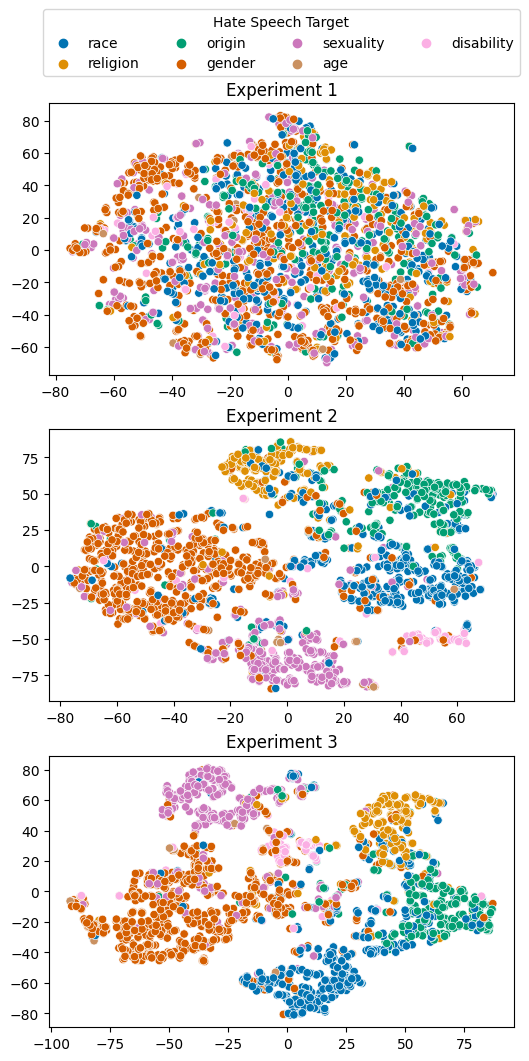 Hate Speech Target
race origin sexuality disability
religion gender age
Experiment 1
80
60
40
20
0
−20
−40
−60
−80 −60 −40 −20 0 20 40 60
Experiment 2
75
50
25
0
−25
−50
−75
−80 −60 −40 −20 0 20 40 60
Experiment 3
80
60
40
20
0
−20
−40
−60
−80
−100 −75 −50 −25 0 25 50 75